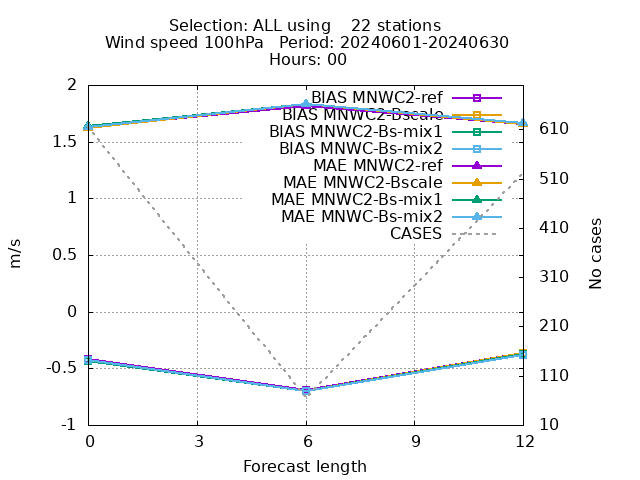 Selection: ALL using    22 stations
Wind speed 100hPa   Period: 20240601-20240630
Hours: 00
BIAS MNWC2-ref
BIAS MNWC2-Bscale
BIAS MNWC2-Bs-mix1
BIAS MNWC-Bs-mix2
MAE MNWC2-ref
MAE MNWC2-Bscale
MAE MNWC2-Bs-mix1
MAE MNWC-Bs-mix2
CASES
2
1.5
1
0.5
0
-0.5
-1
m/s
610
510
410
310
210
110
10
No cases
0 3 6 9 12
Forecast length